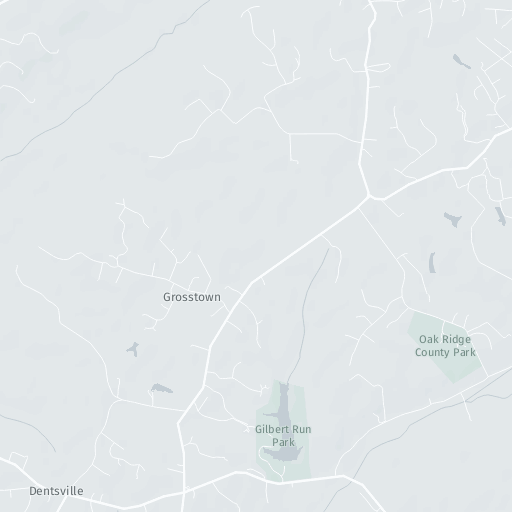 Grosstown
Oak Ridge
County Park
Gilbert Run
Park
Dentsville